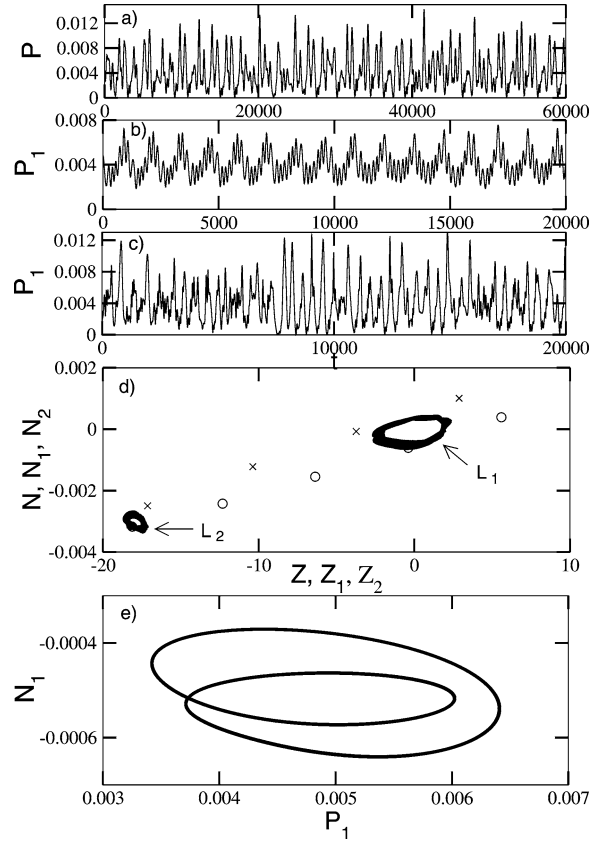 a)
P
0.012
0.008
0.004
0
0 20000 40000 60000
b)
P1
0.008
0.004
0
0 5000 10000 15000 20000
c)
P1
0.012
0.008
0.004
0
0 10000 20000
t
d)
N, N1, N2
0.002
0
-0.002
-0.004
L1
L2
-20 -10 0 10
Z, Z1, Z2
e)
N1
-0.0004
-0.0006
0.003 0.004 0.005 0.006 0.007
P1